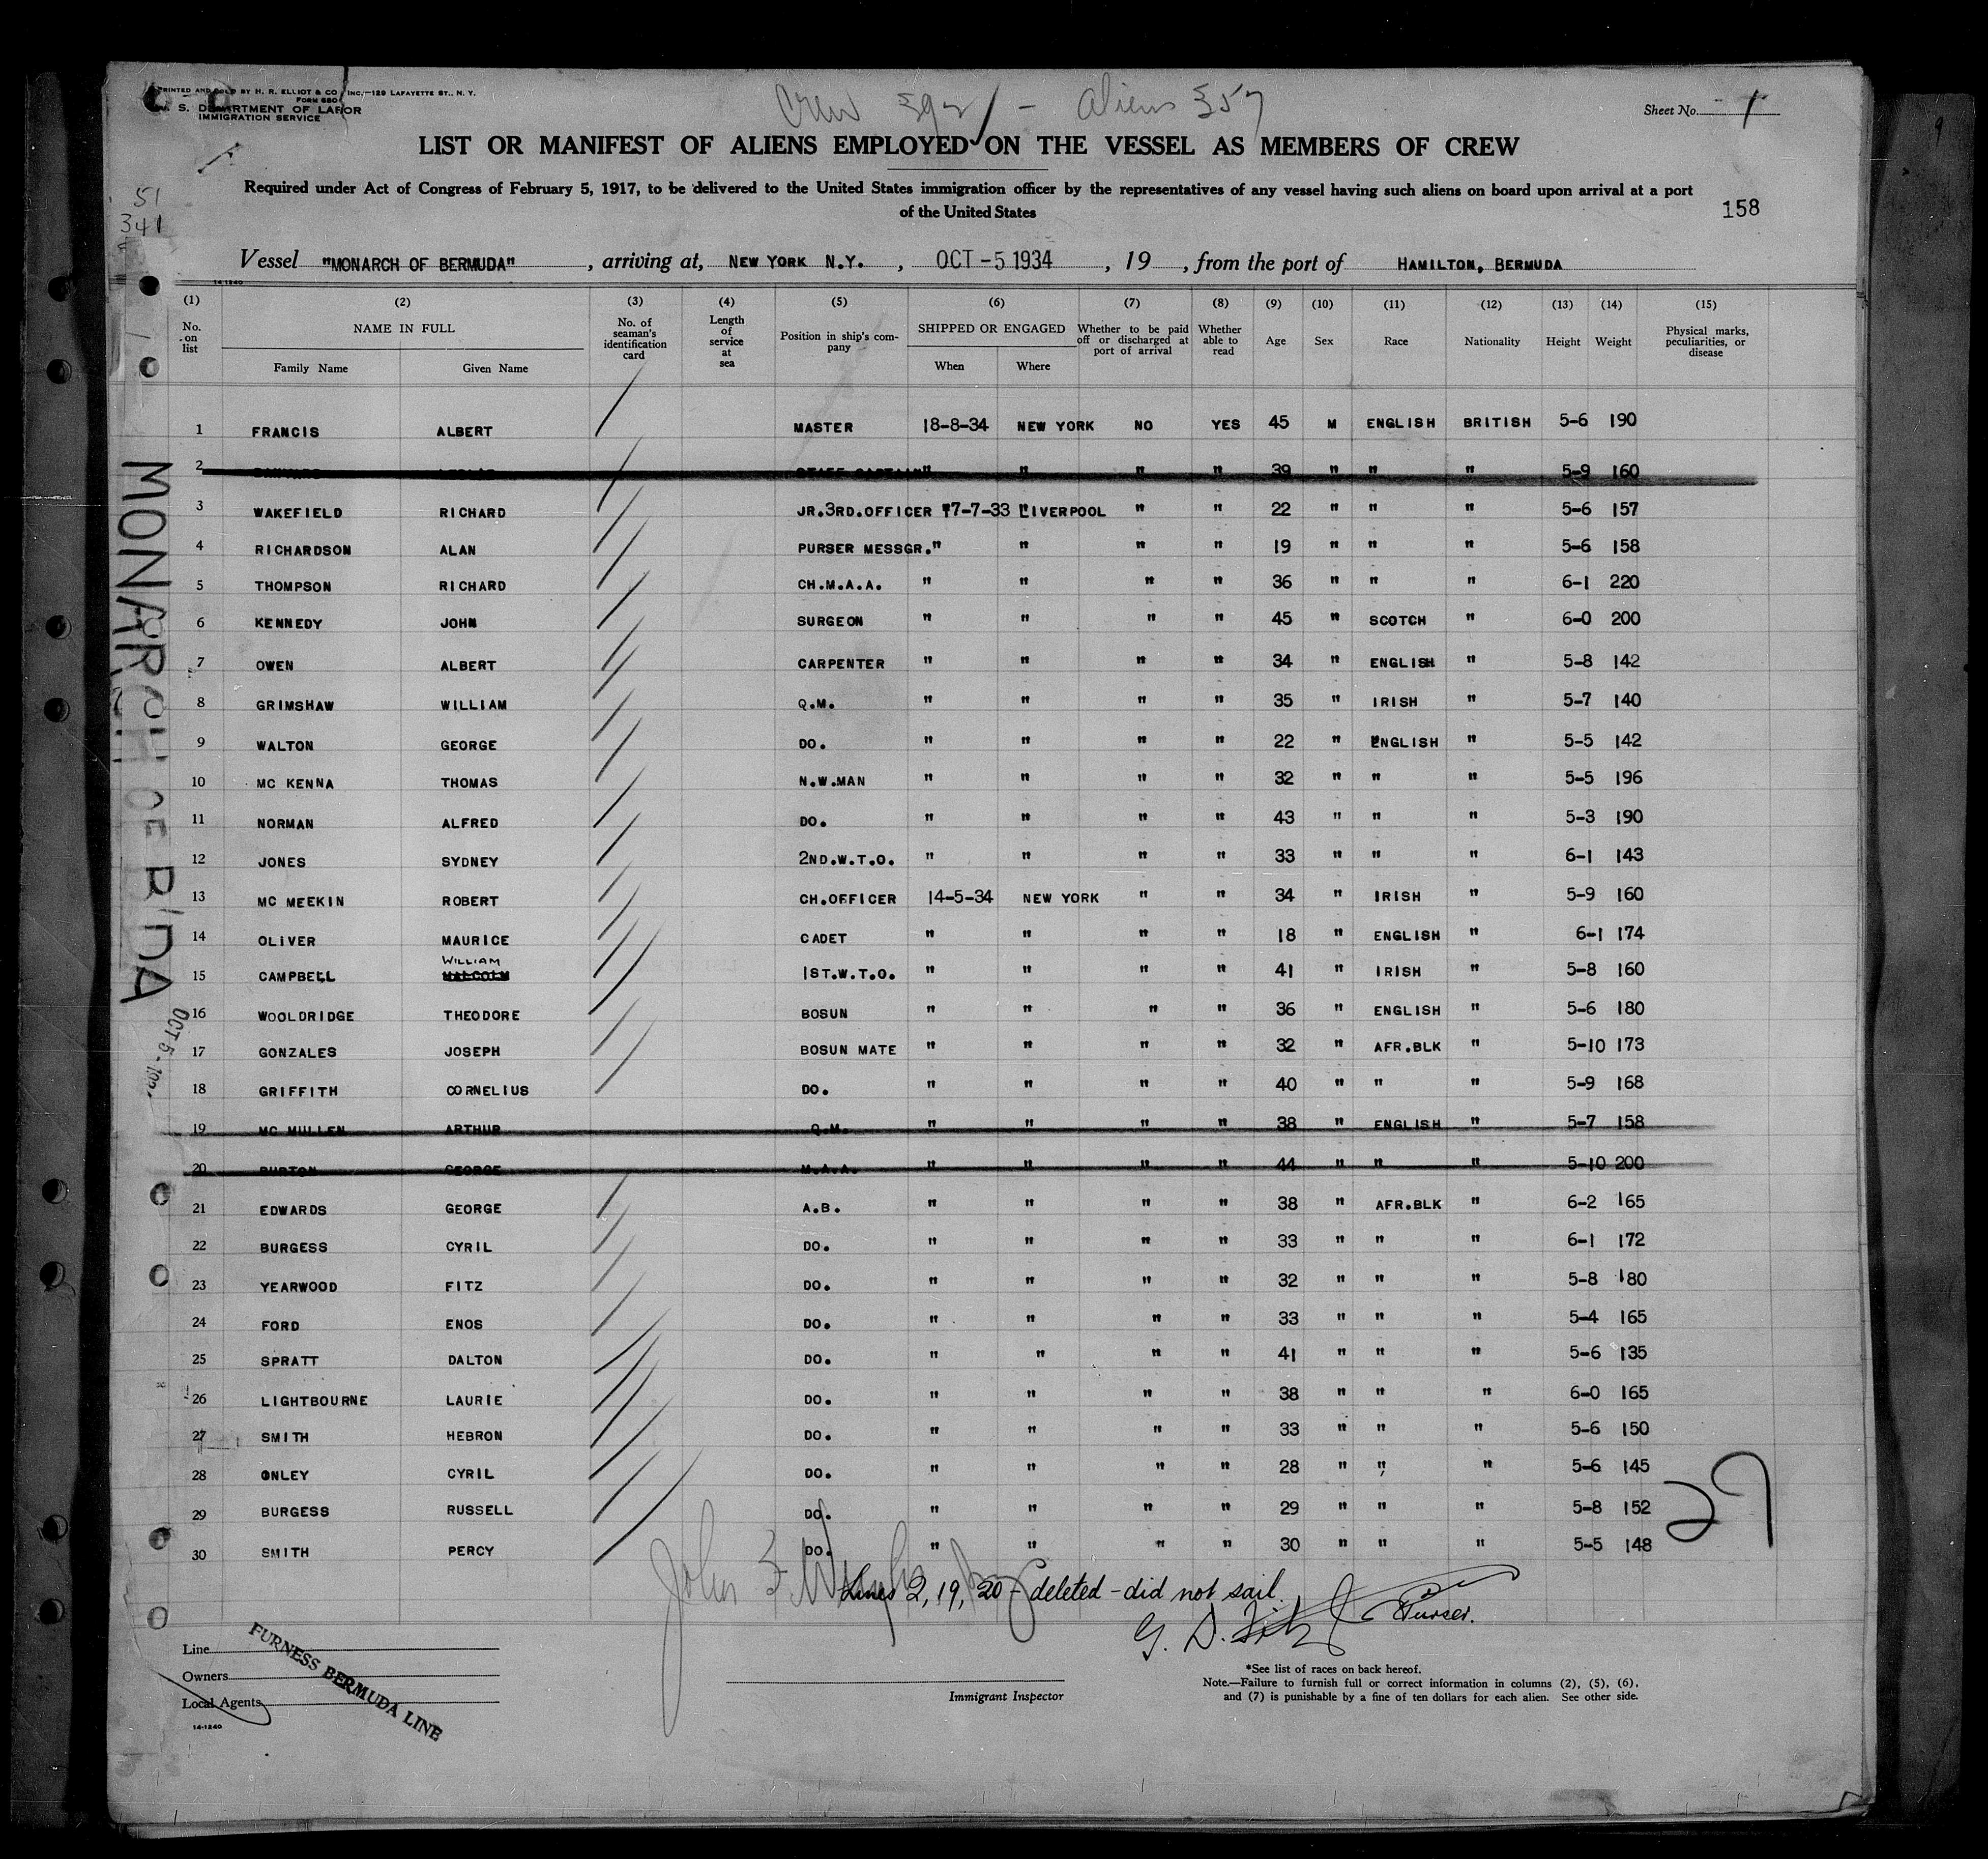 PRINTED AND SOLD BY H. R. ELLIOT & CO., INC.,—129 LAFAYETTE ST., N. Y.
FORM 680
U. S. DEPARTMENT OF LABOR
IMMIGRATION SERVICE
Crew 392 - Aliens 357
Sheet No. 1
LIST OR MANIFEST OF ALIENS EMPLOYED ON THE VESSEL AS MEMBERS OF CREW
Required under Act of Congress of February 5, 1917, to be delivered to the United States immigration officer by the representatives of any vessel having such aliens on board upon arrival at a port
of the United States
158
51
341
Vessel "MONARCH OF BERMUDA", arriving at, NEW YORK N.Y., OCT -5 1934, 19, from the port of HAMILTON, BERMUDA
14-1240
(1) (2) (3) (4) (5) (6) (7) (8) (9) (10) (11) (12) (13) (14) (15)
No. on list NAME IN FULL Family Name Given Name No. of seaman's identification card Length of service at sea Position in ship's company SHIPPED OR ENGAGED When Where Whether to be paid off or discharged at port of arrival Whether able to read Age Sex Race Nationality Height Weight Physical marks, peculiarities, or disease
1 FRANCIS ALBERT MASTER 18-8-34 NEW YORK NO YES 45 M ENGLISH BRITISH 5-6 190
2 STAFF CAPTAIN " " " " 39 " " " 5-9 160
3 WAKEFIELD RICHARD JR.3RD.OFFICER 17-7-33 LIVERPOOL " " 22 " " " 5-6 157
4 RICHARDSON ALAN PURSER MESSGR. " " " " 19 " " " 5-6 158
5 THOMPSON RICHARD CH.M.A.A. " " " " 36 " " " 6-1 220
6 KENNEDY JOHN SURGEON " " " " 45 " SCOTCH " 6-0 200
7 OWEN ALBERT CARPENTER " " " " 34 " ENGLISH " 5-8 142
8 GRIMSHAW WILLIAM Q.M. " " " " 35 " IRISH " 5-7 140
9 WALTON GEORGE DO. " " " " 22 " ENGLISH " 5-5 142
10 MC KENNA THOMAS N.W.MAN " " " " 32 " " " 5-5 196
11 NORMAN ALFRED DO. " " " " 43 " " " 5-3 190
12 JONES SYDNEY 2ND.W.T.O. " " " " 33 " " " 6-1 143
13 MC MEEKIN ROBERT CH.OFFICER 14-5-34 NEW YORK " " 34 " IRISH " 5-9 160
14 OLIVER MAURICE CADET " " " " 18 " ENGLISH " 6-1 174
WILLIAM
15 CAMPBELL MALCOLM 1ST.W.T.O. " " " " 41 " IRISH " 5-8 160
16 WOOLDRIDGE THEODORE BOSUN " " " " 36 " ENGLISH " 5-6 180
17 GONZALES JOSEPH BOSUN MATE " " " " 32 " AFR.BLK " 5-10 173
18 GRIFFITH CORNELIUS DO. " " " " 40 " " " 5-9 168
19 MC MULLEN ARTHUR Q.M. " " " " 38 " ENGLISH " 5-7 158
20 BURTON GEORGE M.A.A. " " " " 44 " " " 5-10 200
21 EDWARDS GEORGE A.B. " " " " 38 " AFR.BLK " 6-2 165
22 BURGESS CYRIL DO. " " " " 33 " " " 6-1 172
23 YEARWOOD FITZ DO. " " " " 32 " " " 5-8 180
24 FORD ENOS DO. " " " " 33 " " " 5-4 165
25 SPRATT DALTON DO. " " " " 41 " " " 5-6 135
26 LIGHTBOURNE LAURIE DO. " " " " 38 " " " 6-0 165
27 SMITH HEBRON DO. " " " " 33 " " " 5-6 150
28 ONLEY CYRIL DO. " " " " 28 " " " 5-6 145
29 BURGESS RUSSELL DO. " " " " 29 " " " 5-8 152
30 SMITH PERCY DO. " " " " 30 " " " 5-5 148
MONARCH OF B'DA
OCT 5
Lines 2, 19, 20 - deleted - did not sail.
G. D. Purser.
John
Line
Owners
Local Agents
FURNESS BERMUDA LINE
14-1240
Immigrant Inspector
*See list of races on back hereof.
Note.—Failure to furnish full or correct information in columns (2), (5), (6),
and (7) is punishable by a fine of ten dollars for each alien. See other side.